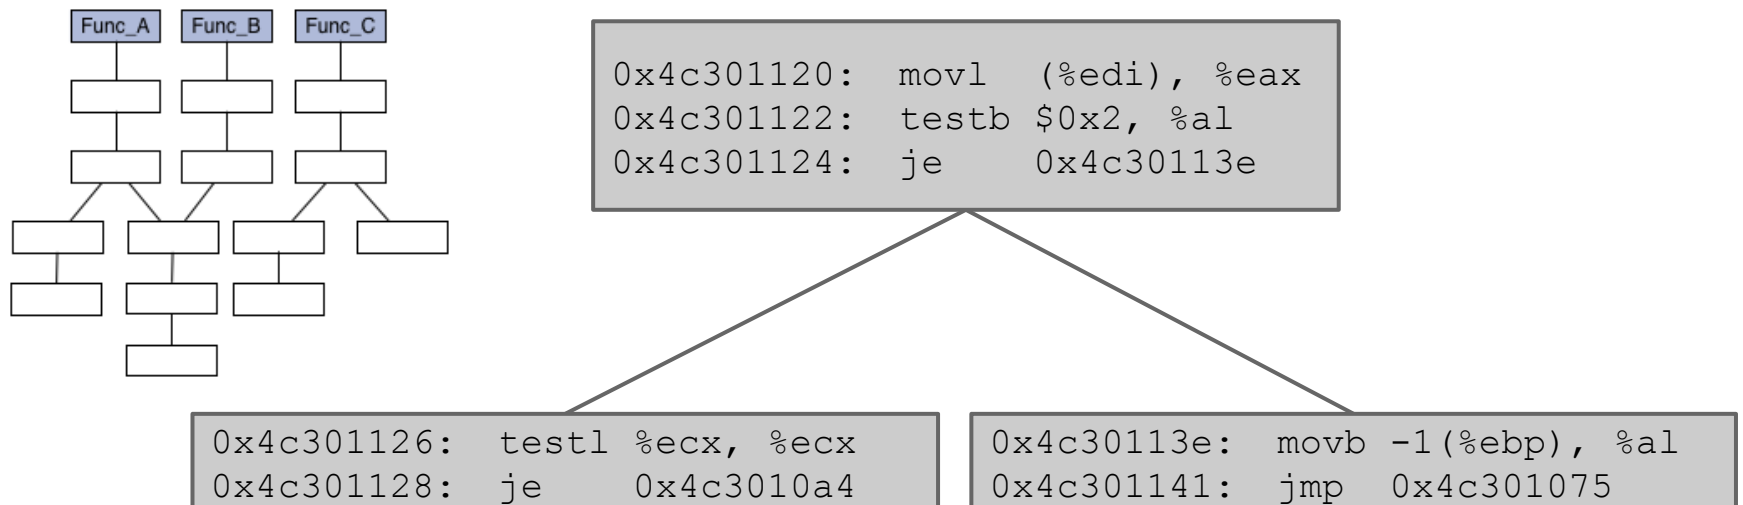 Func_A Func_B Func_C
0x4c301120: movl (%edi), %eax
0x4c301122: testb $0x2, %al
0x4c301124: je 0x4c30113e
0x4c301126: testl %ecx, %ecx
0x4c301128: je 0x4c3010a4
0x4c30113e: movb -1(%ebp), %al
0x4c301141: jmp 0x4c301075